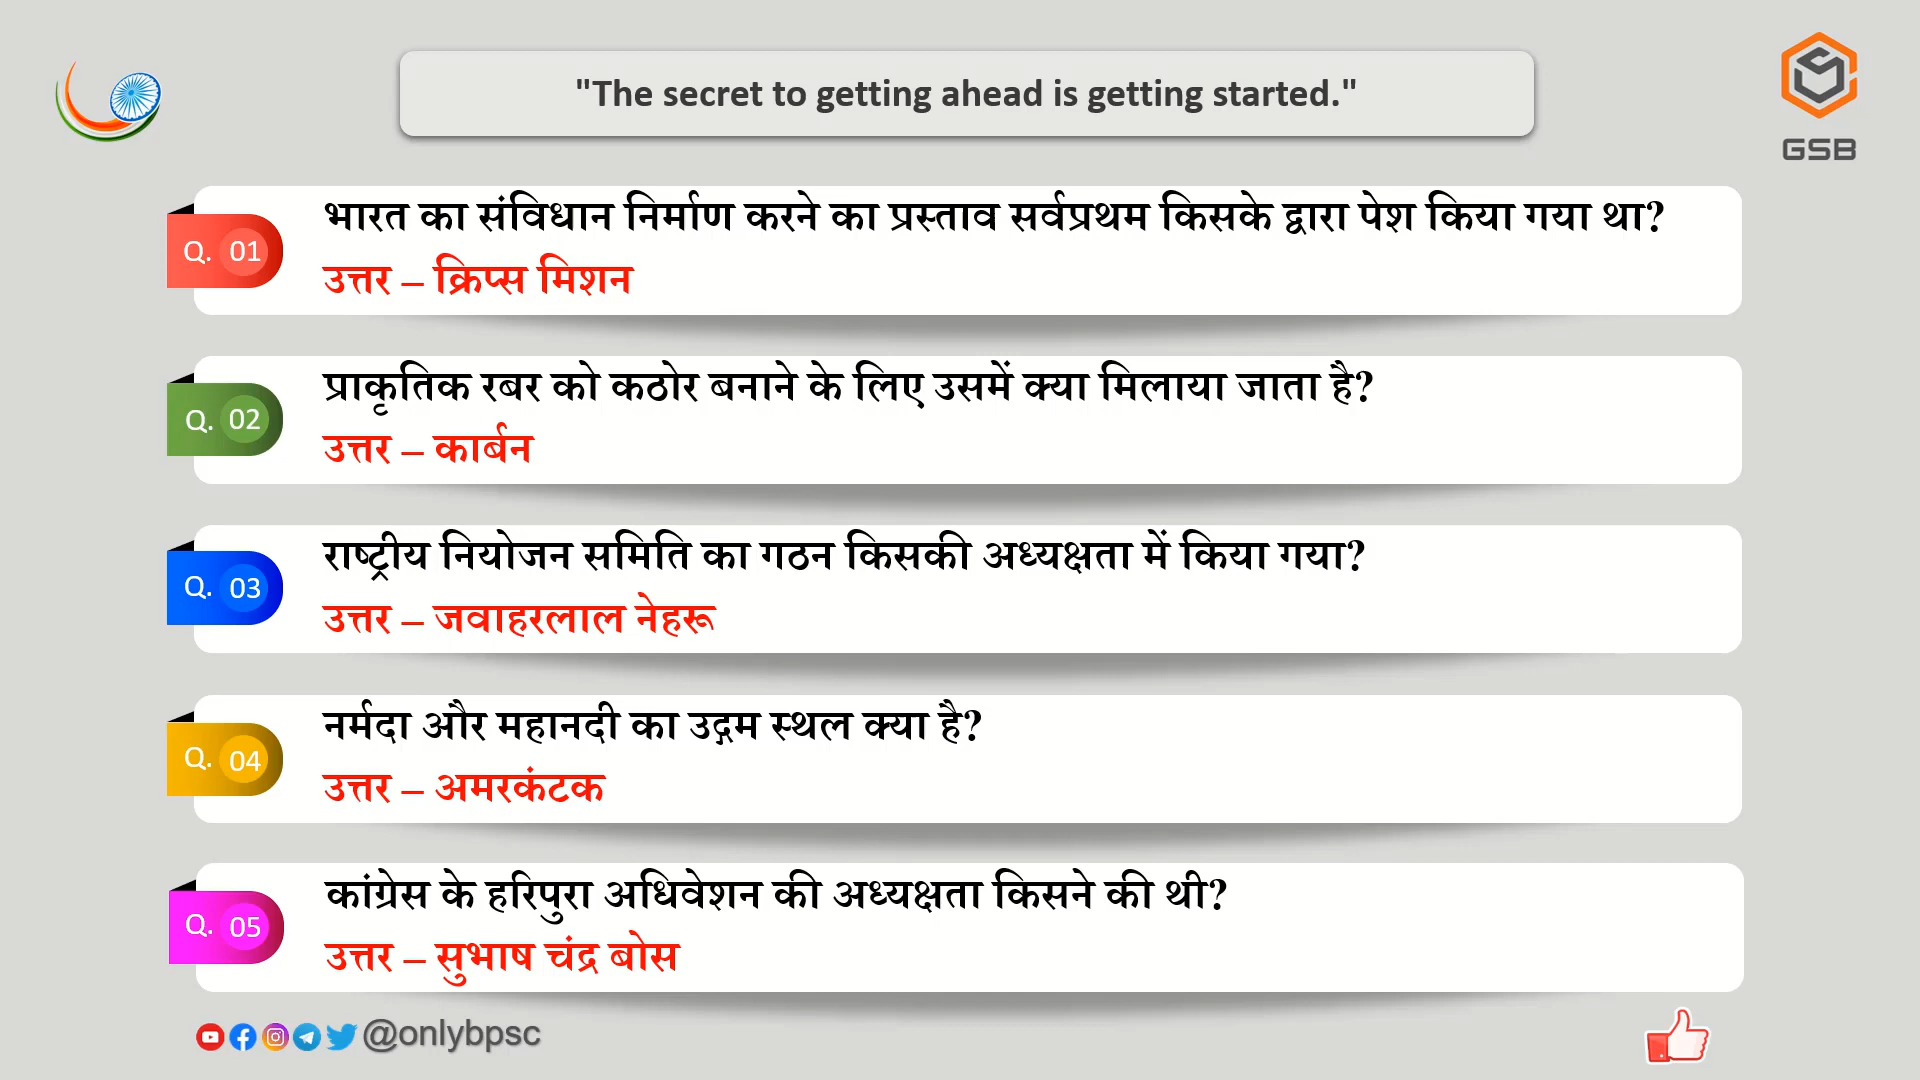 "The secret to getting ahead is getting started."
GSB
Q. 01
भारत का संविधान निर्माण करने का प्रस्ताव सर्वप्रथम किसके द्वारा पेश किया गया था?
उत्तर – क्रिप्स मिशन
Q. 02
प्राकृतिक रबर को कठोर बनाने के लिए उसमें क्या मिलाया जाता है?
उत्तर – कार्बन
Q. 03
राष्ट्रीय नियोजन समिति का गठन किसकी अध्यक्षता में किया गया?
उत्तर – जवाहरलाल नेहरू
Q. 04
नर्मदा और महानदी का उद्गम स्थल क्या है?
उत्तर – अमरकंटक
Q. 05
कांग्रेस के हरिपुरा अधिवेशन की अध्यक्षता किसने की थी?
उत्तर – सुभाष चंद्र बोस
@onlybpsc